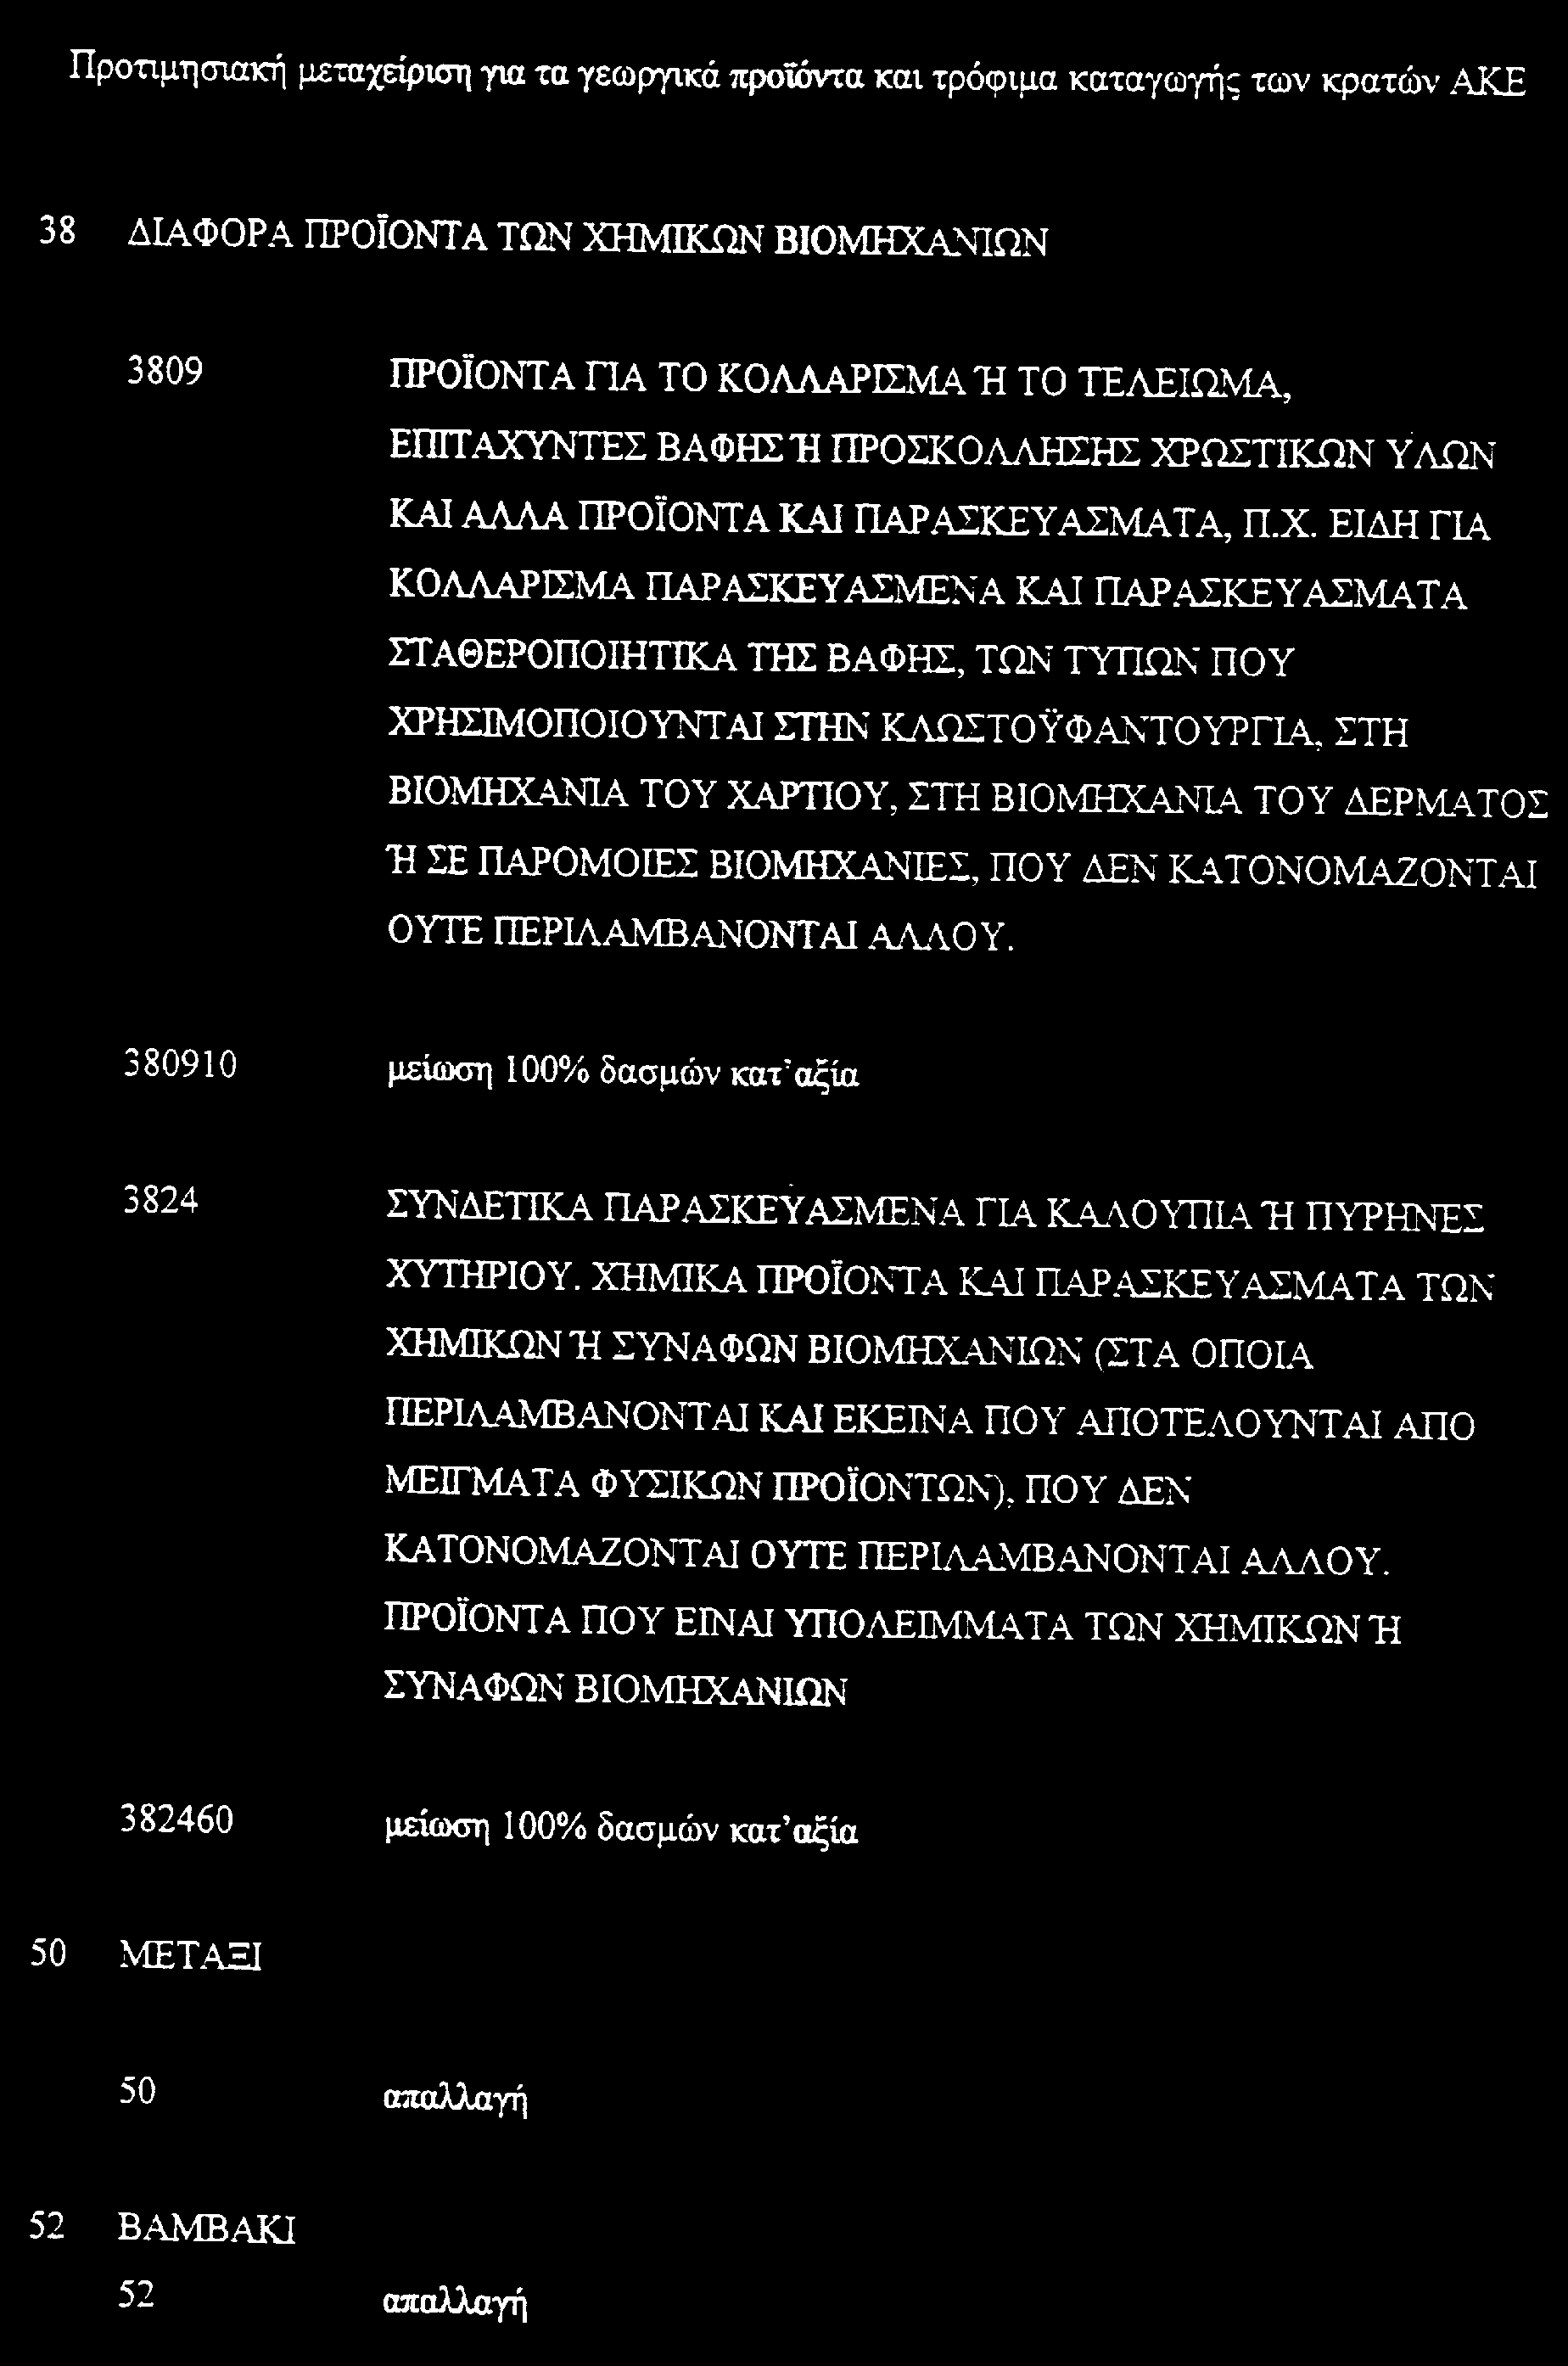 Προτιμησιακή μεταχείριση για τα γεωργικά προϊόντα και τρόφιμα καταγωγής των κρατών ΑΚΕ
38 ΔΙΑΦΟΡΑ ΠΡΟΪΟΝΤΑ ΤΩΝ ΧΗΜΙΚΩΝ ΒΙΟΜΗΧΑΝΙΩΝ
3809 ΠΡΟΪΟΝΤΑ ΓΙΑ ΤΟ ΚΟΛΛΑΡΙΣΜΑ Ή ΤΟ ΤΕΛΕΙΩΜΑ,
ΕΠΙΤΑΧΥΝΤΕΣ ΒΑΦΗΣ Ή ΠΡΟΣΚΟΛΛΗΣΗΣ ΧΡΩΣΤΙΚΩΝ ΥΛΩΝ
ΚΑΙ ΑΛΛΑ ΠΡΟΪΟΝΤΑ ΚΑΙ ΠΑΡΑΣΚΕΥΑΣΜΑΤΑ, Π.Χ. ΕΙΔΗ ΓΙΑ
ΚΟΛΛΑΡΙΣΜΑ ΠΑΡΑΣΚΕΥΑΣΜΕΝΑ ΚΑΙ ΠΑΡΑΣΚΕΥΑΣΜΑΤΑ
ΣΤΑΘΕΡΟΠΟΙΗΤΙΚΑ ΤΗΣ ΒΑΦΗΣ, ΤΩΝ ΤΥΠΩΝ ΠΟΥ
ΧΡΗΣΙΜΟΠΟΙΟΥΝΤΑΙ ΣΤΗΝ ΚΛΩΣΤΟΫΦΑΝΤΟΥΡΓΙΑ, ΣΤΗ
ΒΙΟΜΗΧΑΝΙΑ ΤΟΥ ΧΑΡΤΙΟΥ, ΣΤΗ ΒΙΟΜΗΧΑΝΙΑ ΤΟΥ ΔΕΡΜΑΤΟΣ
Ή ΣΕ ΠΑΡΟΜΟΙΕΣ ΒΙΟΜΗΧΑΝΙΕΣ, ΠΟΥ ΔΕΝ ΚΑΤΟΝΟΜΑΖΟΝΤΑΙ
ΟΥΤΕ ΠΕΡΙΛΑΜΒΑΝΟΝΤΑΙ ΑΛΛΟΥ.
380910 μείωση 100% δασμών κατ'αξία
3824 ΣΥΝΔΕΤΙΚΑ ΠΑΡΑΣΚΕΥΑΣΜΕΝΑ ΓΙΑ ΚΑΛΟΥΠΙΑ Ή ΠΥΡΗΝΕΣ
ΧΥΤΗΡΙΟΥ. ΧΗΜΙΚΑ ΠΡΟΪΟΝΤΑ ΚΑΙ ΠΑΡΑΣΚΕΥΑΣΜΑΤΑ ΤΩΝ
ΧΗΜΙΚΩΝ Ή ΣΥΝΑΦΩΝ ΒΙΟΜΗΧΑΝΙΩΝ (ΣΤΑ ΟΠΟΙΑ
ΠΕΡΙΛΑΜΒΑΝΟΝΤΑΙ ΚΑΙ ΕΚΕΙΝΑ ΠΟΥ ΑΠΟΤΕΛΟΥΝΤΑΙ ΑΠΟ
ΜΕΙΓΜΑΤΑ ΦΥΣΙΚΩΝ ΠΡΟΪΟΝΤΩΝ), ΠΟΥ ΔΕΝ
ΚΑΤΟΝΟΜΑΖΟΝΤΑΙ ΟΥΤΕ ΠΕΡΙΛΑΜΒΑΝΟΝΤΑΙ ΑΛΛΟΥ.
ΠΡΟΪΟΝΤΑ ΠΟΥ ΕΙΝΑΙ ΥΠΟΛΕΙΜΜΑΤΑ ΤΩΝ ΧΗΜΙΚΩΝ Ή
ΣΥΝΑΦΩΝ ΒΙΟΜΗΧΑΝΙΩΝ
382460 μείωση 100% δασμών κατ'αξία
50 ΜΕΤΑΞΙ
50 απαλλαγή
52 ΒΑΜΒΑΚΙ
52 απαλλαγή